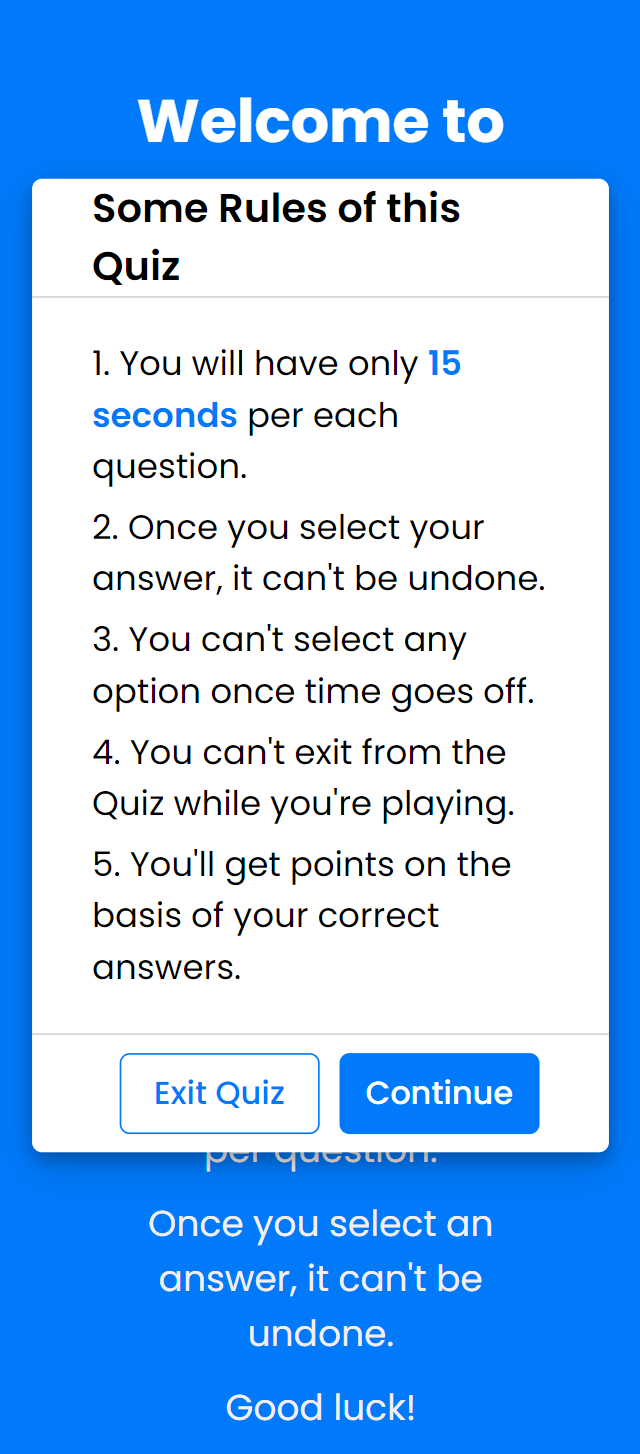 Welcome to
Some Rules of this
Quiz
1. You will have only 15
seconds per each
question.
2. Once you select your
answer, it can't be undone.
3. You can't select any
option once time goes off.
4. You can't exit from the
Quiz while you're playing.
5. You'll get points on the
basis of your correct
answers.
Exit Quiz Continue
per question.
Once you select an
answer, it can't be
undone.
Good luck!